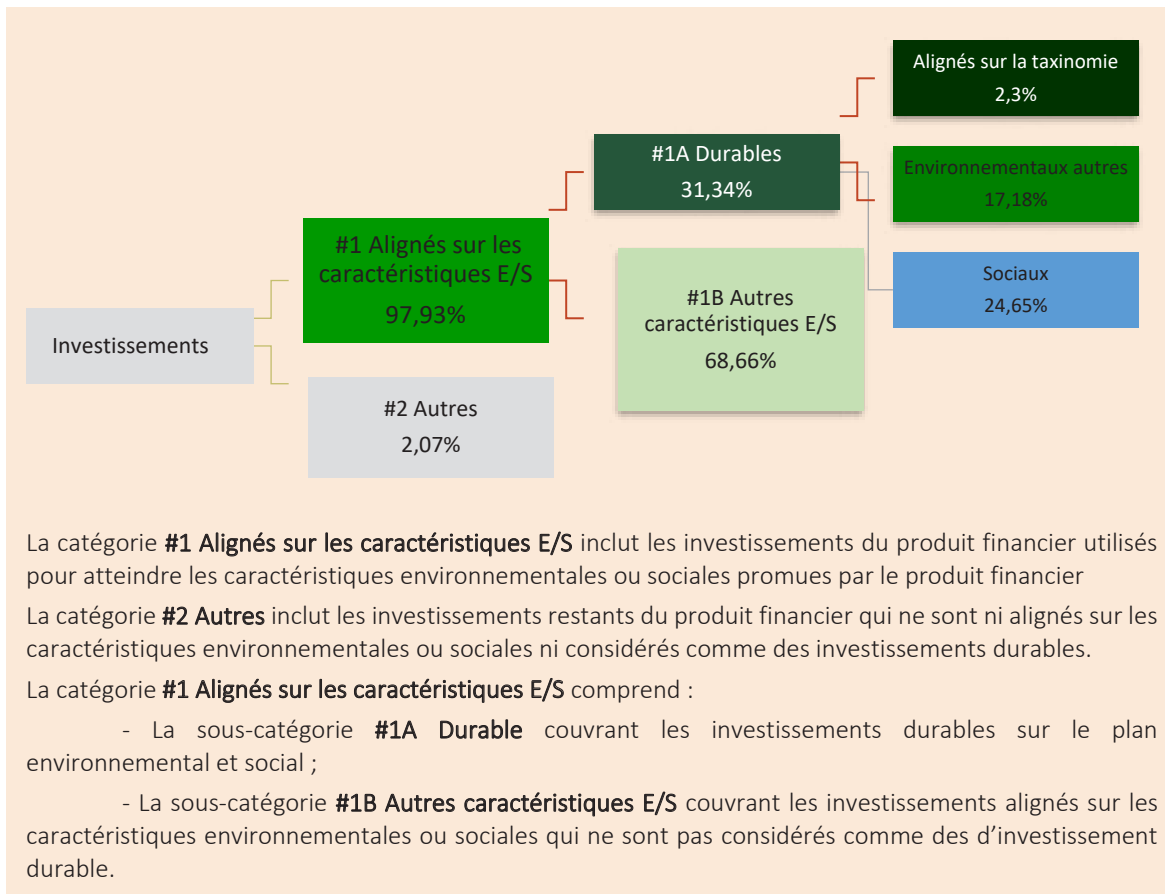 Alignés sur la taxinomie
2,3%
#1A Durables
31,34%
Environnementaux autres
17,18%
#1 Alignés sur les
caractéristiques E/S
97,93%
Sociaux
24,65%
#1B Autres
caractéristiques E/S
68,66%
Investissements
#2 Autres
2,07%
La catégorie #1 Alignés sur les caractéristiques E/S inclut les investissements du produit financier utilisés
pour atteindre les caractéristiques environnementales ou sociales promues par le produit financier
La catégorie #2 Autres inclut les investissements restants du produit financier qui ne sont ni alignés sur les
caractéristiques environnementales ou sociales ni considérés comme des investissements durables.
La catégorie #1 Alignés sur les caractéristiques E/S comprend :
- La sous-catégorie #1A Durable couvrant les investissements durables sur le plan
environnemental et social ;
- La sous-catégorie #1B Autres caractéristiques E/S couvrant les investissements alignés sur les
caractéristiques environnementales ou sociales qui ne sont pas considérés comme des d’investissement
durable.